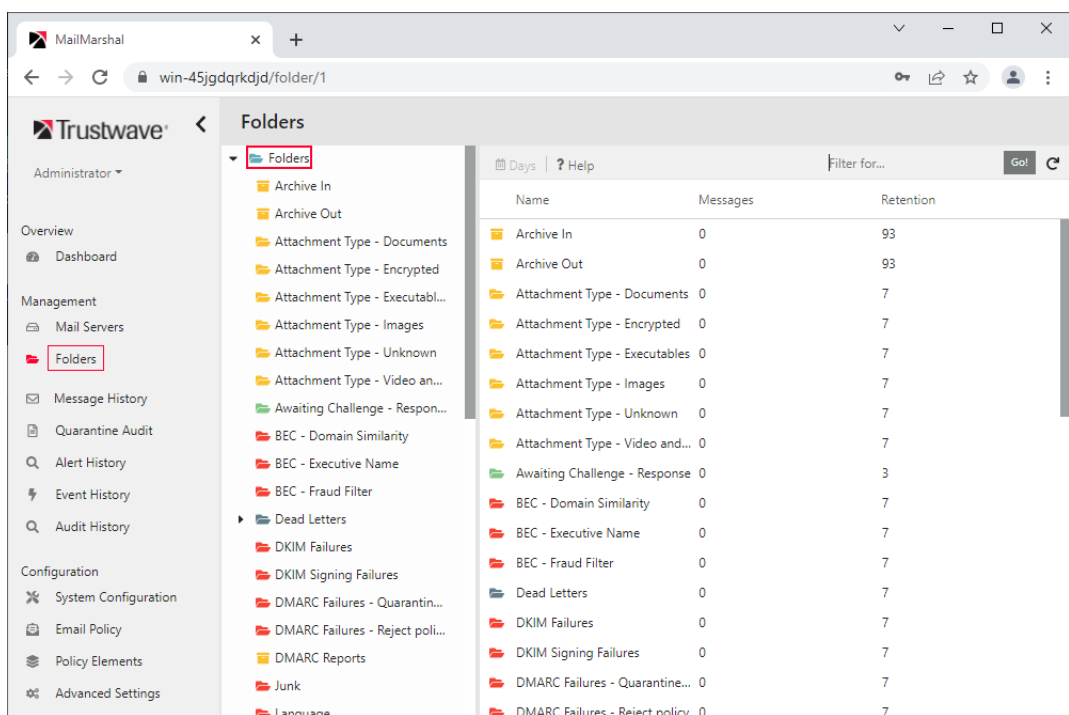 MailMarshal
win-45jgdqrkdjd/folder/1
Trustwave
Administrator
Overview
Dashboard
Management
Mail Servers
Folders
Message History
Quarantine Audit
Alert History
Event History
Audit History
Configuration
System Configuration
Email Policy
Policy Elements
Advanced Settings
Folders
Folders
Archive In
Archive Out
Attachment Type - Documents
Attachment Type - Encrypted
Attachment Type - Executabl...
Attachment Type - Images
Attachment Type - Unknown
Attachment Type - Video an...
Awaiting Challenge - Respon...
BEC - Domain Similarity
BEC - Executive Name
BEC - Fraud Filter
Dead Letters
DKIM Failures
DKIM Signing Failures
DMARC Failures - Quarantin...
DMARC Failures - Reject poli...
DMARC Reports
Junk
Language
Days ? Help Filter for... Go!
Name Messages Retention
Archive In 0 93
Archive Out 0 93
Attachment Type - Documents 0 7
Attachment Type - Encrypted 0 7
Attachment Type - Executables 0 7
Attachment Type - Images 0 7
Attachment Type - Unknown 0 7
Attachment Type - Video and... 0 7
Awaiting Challenge - Response 0 3
BEC - Domain Similarity 0 7
BEC - Executive Name 0 7
BEC - Fraud Filter 0 7
Dead Letters 0 7
DKIM Failures 0 7
DKIM Signing Failures 0 7
DMARC Failures - Quarantine... 0 7
DMARC Failures - Reject policy 0 7